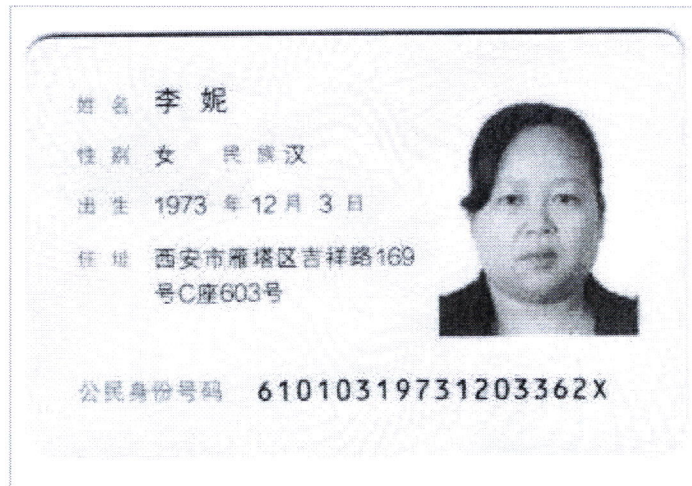 姓名 李妮
性别 女 民族 汉
出生 1973 年 12 月 3 日
住址 西安市雁塔区吉祥路169
号C座603号
公民身份号码 61010319731203362X